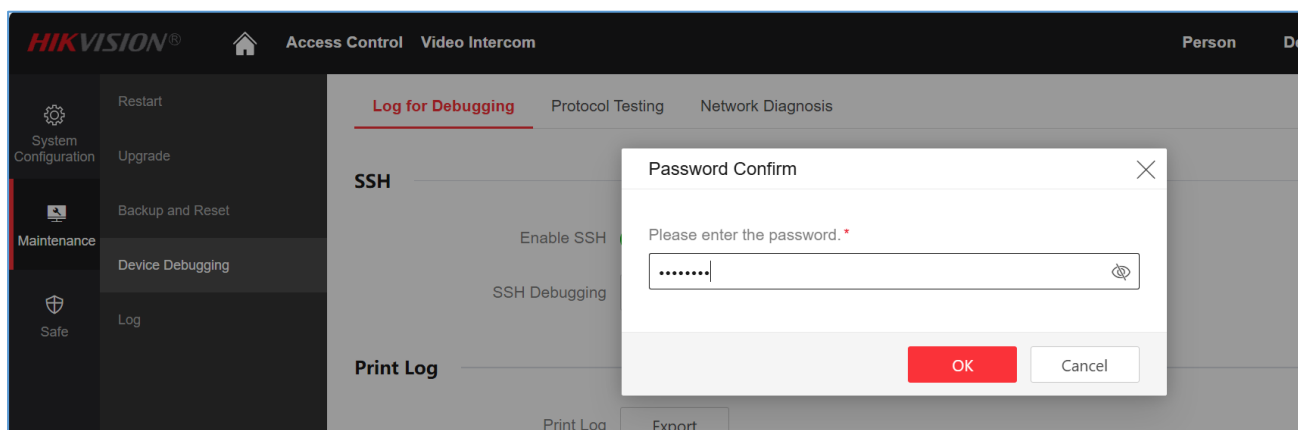 HIKVISION®
Access Control Video Intercom
Person
System Configuration
Maintenance
Safe
Restart
Upgrade
Backup and Reset
Device Debugging
Log
Log for Debugging Protocol Testing Network Diagnosis
SSH
Enable SSH
SSH Debugging
Print Log
Print Log Export
Password Confirm
Please enter the password.*
••••••••
OK Cancel